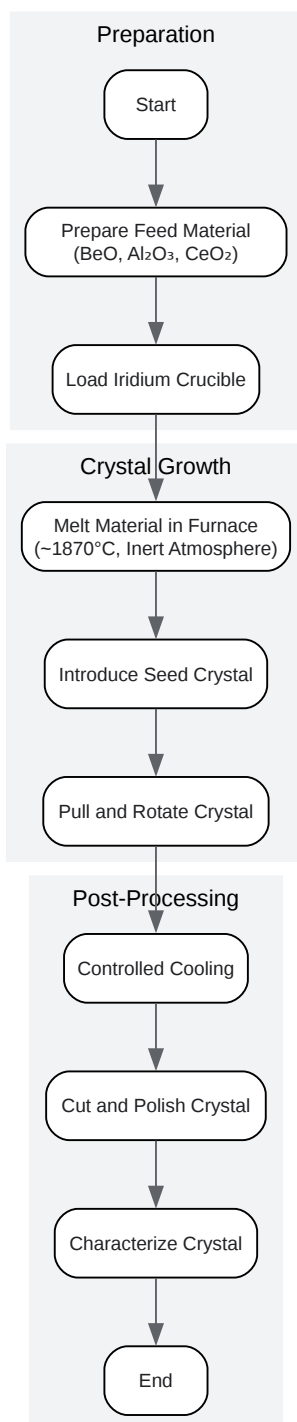 Preparation
Start
Prepare Feed Material
(BeO, Al₂O₃, CeO₂)
Load Iridium Crucible
Crystal Growth
Melt Material in Furnace
(~1870°C, Inert Atmosphere)
Introduce Seed Crystal
Pull and Rotate Crystal
Post-Processing
Controlled Cooling
Cut and Polish Crystal
Characterize Crystal
End